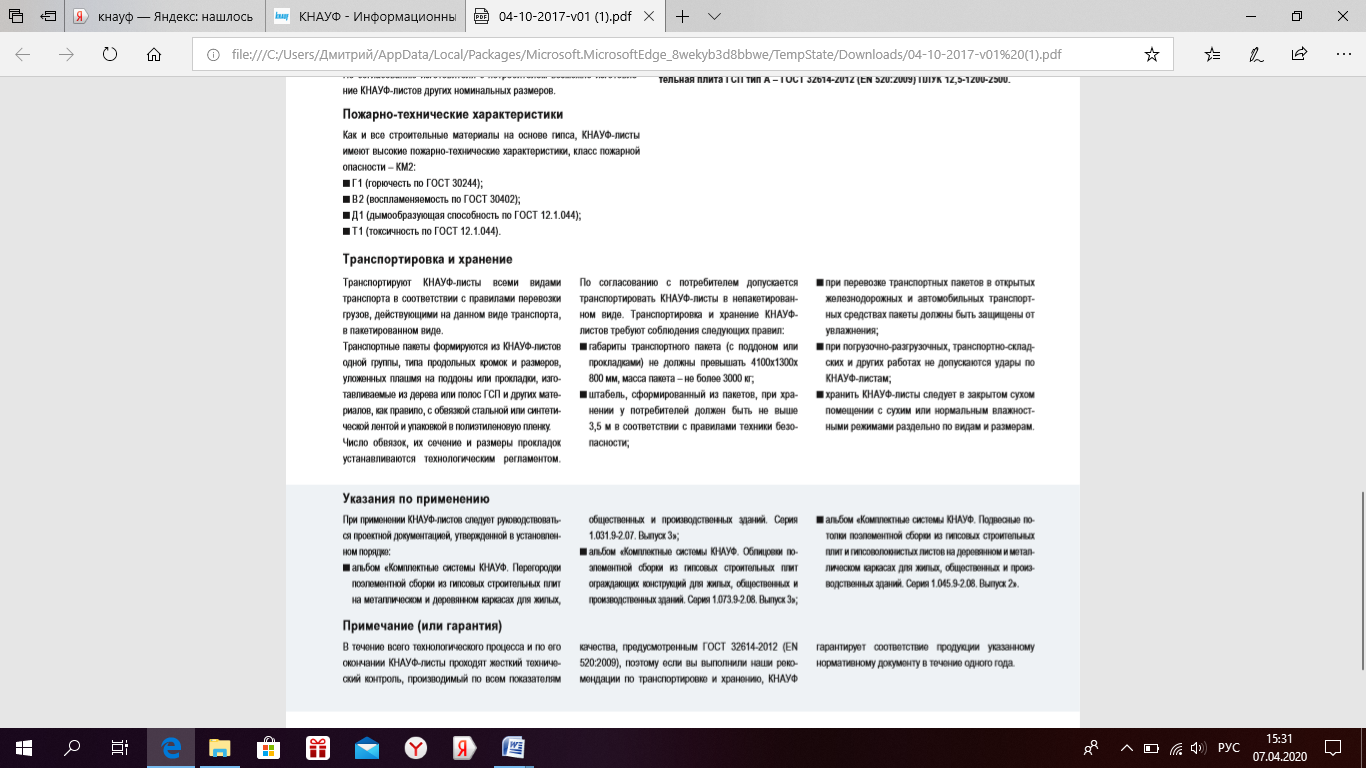 кнауф — Яндекс: нашлось
КНАУФ - Информационны
04-10-2017-v01 (1).pdf
file:///C:/Users/Дмитрий/AppData/Local/Packages/Microsoft.MicrosoftEdge_8wekyb3d8bbwe/TempState/Downloads/04-10-2017-v01%20(1).pdf
ние КНАУФ-листов других номинальных размеров.
тельная плита ГСП тип А – ГОСТ 32614-2012 (EN 520:2009) ПЛУК 12,5-1200-2500.
Пожарно-технические характеристики
Как и все строительные материалы на основе гипса, КНАУФ-листы
имеют высокие пожарно-технические характеристики, класс пожарной
опасности – КМ2:
■ Г1 (горючесть по ГОСТ 30244);
■ В2 (воспламеняемость по ГОСТ 30402);
■ Д1 (дымообразующая способность по ГОСТ 12.1.044);
■ Т1 (токсичность по ГОСТ 12.1.044).
Транспортировка и хранение
Транспортируют КНАУФ-листы всеми видами
транспорта в соответствии с правилами перевозки
грузов, действующими на данном виде транспорта,
в пакетированном виде.
Транспортные пакеты формируются из КНАУФ-листов
одной группы, типа продольных кромок и размеров,
уложенных плашмя на поддоны или прокладки, изго-
тавливаемые из дерева или полос ГСП и других мате-
риалов, как правило, с обвязкой стальной или синтети-
ческой лентой и упаковкой в полиэтиленовую пленку.
Число обвязок, их сечение и размеры прокладок
устанавливаются технологическим регламентом.
По согласованию с потребителем допускается
транспортировать КНАУФ-листы в непакетирован-
ном виде. Транспортировка и хранение КНАУФ-
листов требуют соблюдения следующих правил:
■ габариты транспортного пакета (с поддоном или
прокладками) не должны превышать 4100х1300х
800 мм, масса пакета – не более 3000 кг;
■ штабель, сформированный из пакетов, при хра-
нении у потребителей должен быть не выше
3,5 м в соответствии с правилами техники безо-
пасности;
■ при перевозке транспортных пакетов в открытых
железнодорожных и автомобильных транспорт-
ных средствах пакеты должны быть защищены от
увлажнения;
■ при погрузочно-разгрузочных, транспортно-склад-
ских и других работах не допускаются удары по
КНАУФ-листам;
■ хранить КНАУФ-листы следует в закрытом сухом
помещении с сухим или нормальным влажност-
ными режимами раздельно по видам и размерам.
Указания по применению
При применении КНАУФ-листов следует руководствовать-
ся проектной документацией, утвержденной в установлен-
ном порядке:
■ альбом «Комплектные системы КНАУФ. Перегородки
поэлементной сборки из гипсовых строительных плит
на металлическом и деревянном каркасах для жилых,
общественных и производственных зданий. Серия
1.031.9-2.07. Выпуск 3»;
■ альбом «Комплектные системы КНАУФ. Облицовки по-
элементной сборки из гипсовых строительных плит
ограждающих конструкций для жилых, общественных и
производственных зданий. Серия 1.073.9-2.08. Выпуск 3»;
■ альбом «Комплектные системы КНАУФ. Подвесные по-
толки поэлементной сборки из гипсовых строительных
плит и гипсоволокнистых листов на деревянном и метал-
лическом каркасах для жилых, общественных и произ-
водственных зданий. Серия 1.045.9-2.08. Выпуск 2».
Примечание (или гарантия)
В течение всего технологического процесса и по его
окончании КНАУФ-листы проходят жесткий техниче-
ский контроль, производимый по всем показателям
качества, предусмотренным ГОСТ 32614-2012 (EN
520:2009), поэтому если вы выполнили наши реко-
мендации по транспортировке и хранению, КНАУФ
гарантирует соответствие продукции указанному
нормативному документу в течение одного года.
РУС
15:31
07.04.2020